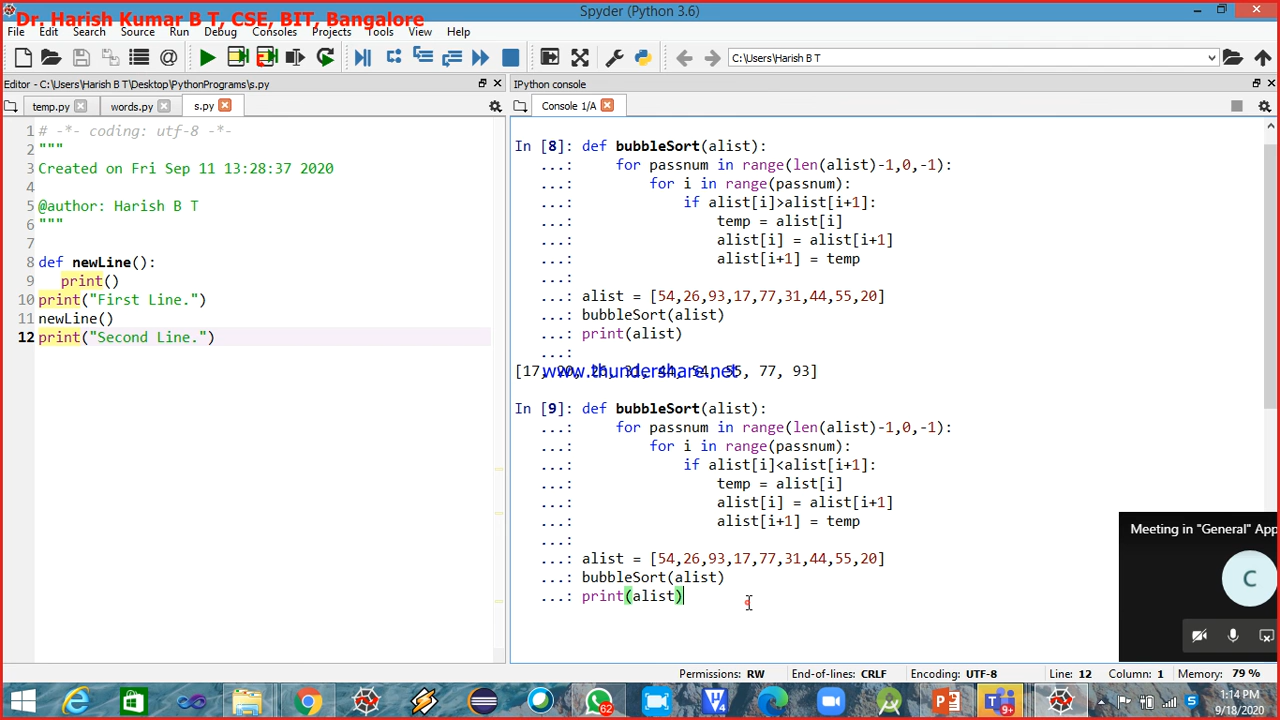 Dr. Harish Kumar B T, CSE, BIT, Bangalore
Spyder (Python 3.6)
File Edit Search Source Run Debug Consoles Projects Tools View Help
C:\Users\Harish B T
Editor - C:\Users\Harish B T\Desktop\PythonPrograms\s.py
temp.py words.py s.py
1 # -*- coding: utf-8 -*-
2 """
3 Created on Fri Sep 11 13:28:37 2020
4
5 @author: Harish B T
6 """
7
8 def newLine():
9 print()
10 print("First Line.")
11 newLine()
12 print("Second Line.")
IPython console
Console 1/A
In [8]: def bubbleSort(alist):
...: for passnum in range(len(alist)-1,0,-1):
...: for i in range(passnum):
...: if alist[i]>alist[i+1]:
...: temp = alist[i]
...: alist[i] = alist[i+1]
...: alist[i+1] = temp
...:
...: alist = [54,26,93,17,77,31,44,55,20]
...: bubbleSort(alist)
...: print(alist)
...:
[17, 20, 26, 31, 44, 54, 55, 77, 93]
www.thundershare.net
In [9]: def bubbleSort(alist):
...: for passnum in range(len(alist)-1,0,-1):
...: for i in range(passnum):
...: if alist[i]<alist[i+1]:
...: temp = alist[i]
...: alist[i] = alist[i+1]
...: alist[i+1] = temp
...:
...: alist = [54,26,93,17,77,31,44,55,20]
...: bubbleSort(alist)
...: print(alist)
Meeting in "General" App
C
Permissions: RW End-of-lines: CRLF Encoding: UTF-8 Line: 12 Column: 1 Memory: 79 %
62
V
4
9+
S
1:14 PM
9/18/2020